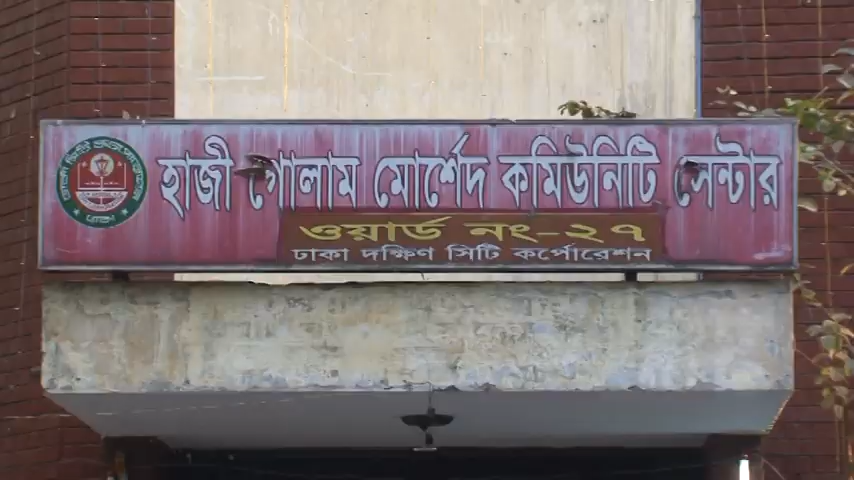 হাজী গোলাম মোর্শেদ কমিউনিটি সেন্টার
ওয়ার্ড নং-২৭
ঢাকা দক্ষিণ সিটি কর্পোরেশন